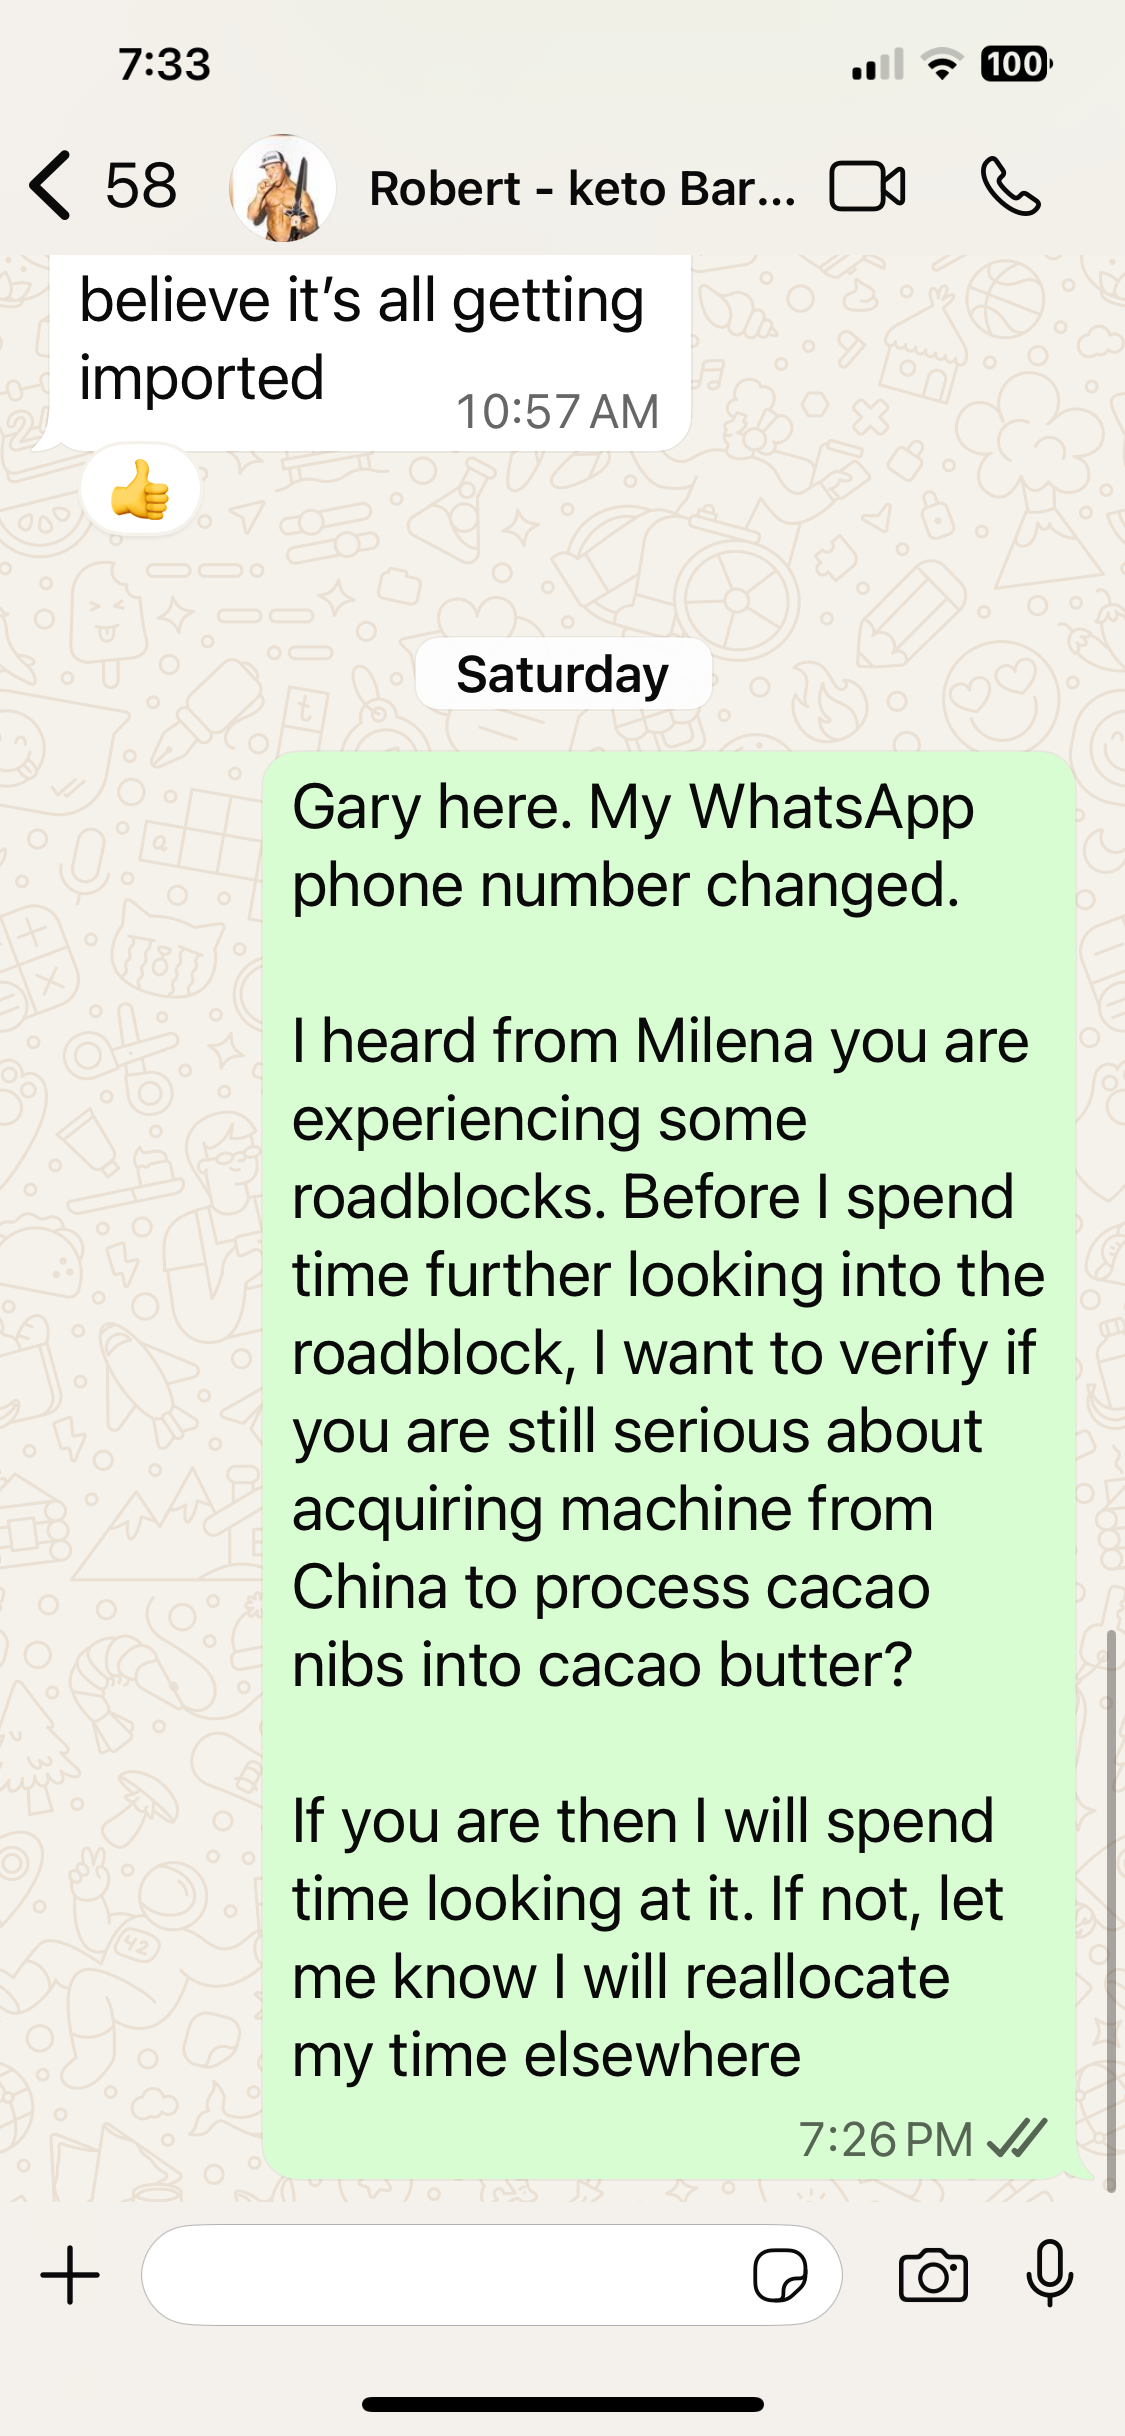 7:33
100
58
Robert - keto Bar...
believe it’s all getting
imported
10:57 AM
👍
Saturday
Gary here. My WhatsApp
phone number changed.
I heard from Milena you are
experiencing some
roadblocks. Before I spend
time further looking into the
roadblock, I want to verify if
you are still serious about
acquiring machine from
China to process cacao
nibs into cacao butter?
If you are then I will spend
time looking at it. If not, let
me know I will reallocate
my time elsewhere
7:26 PM